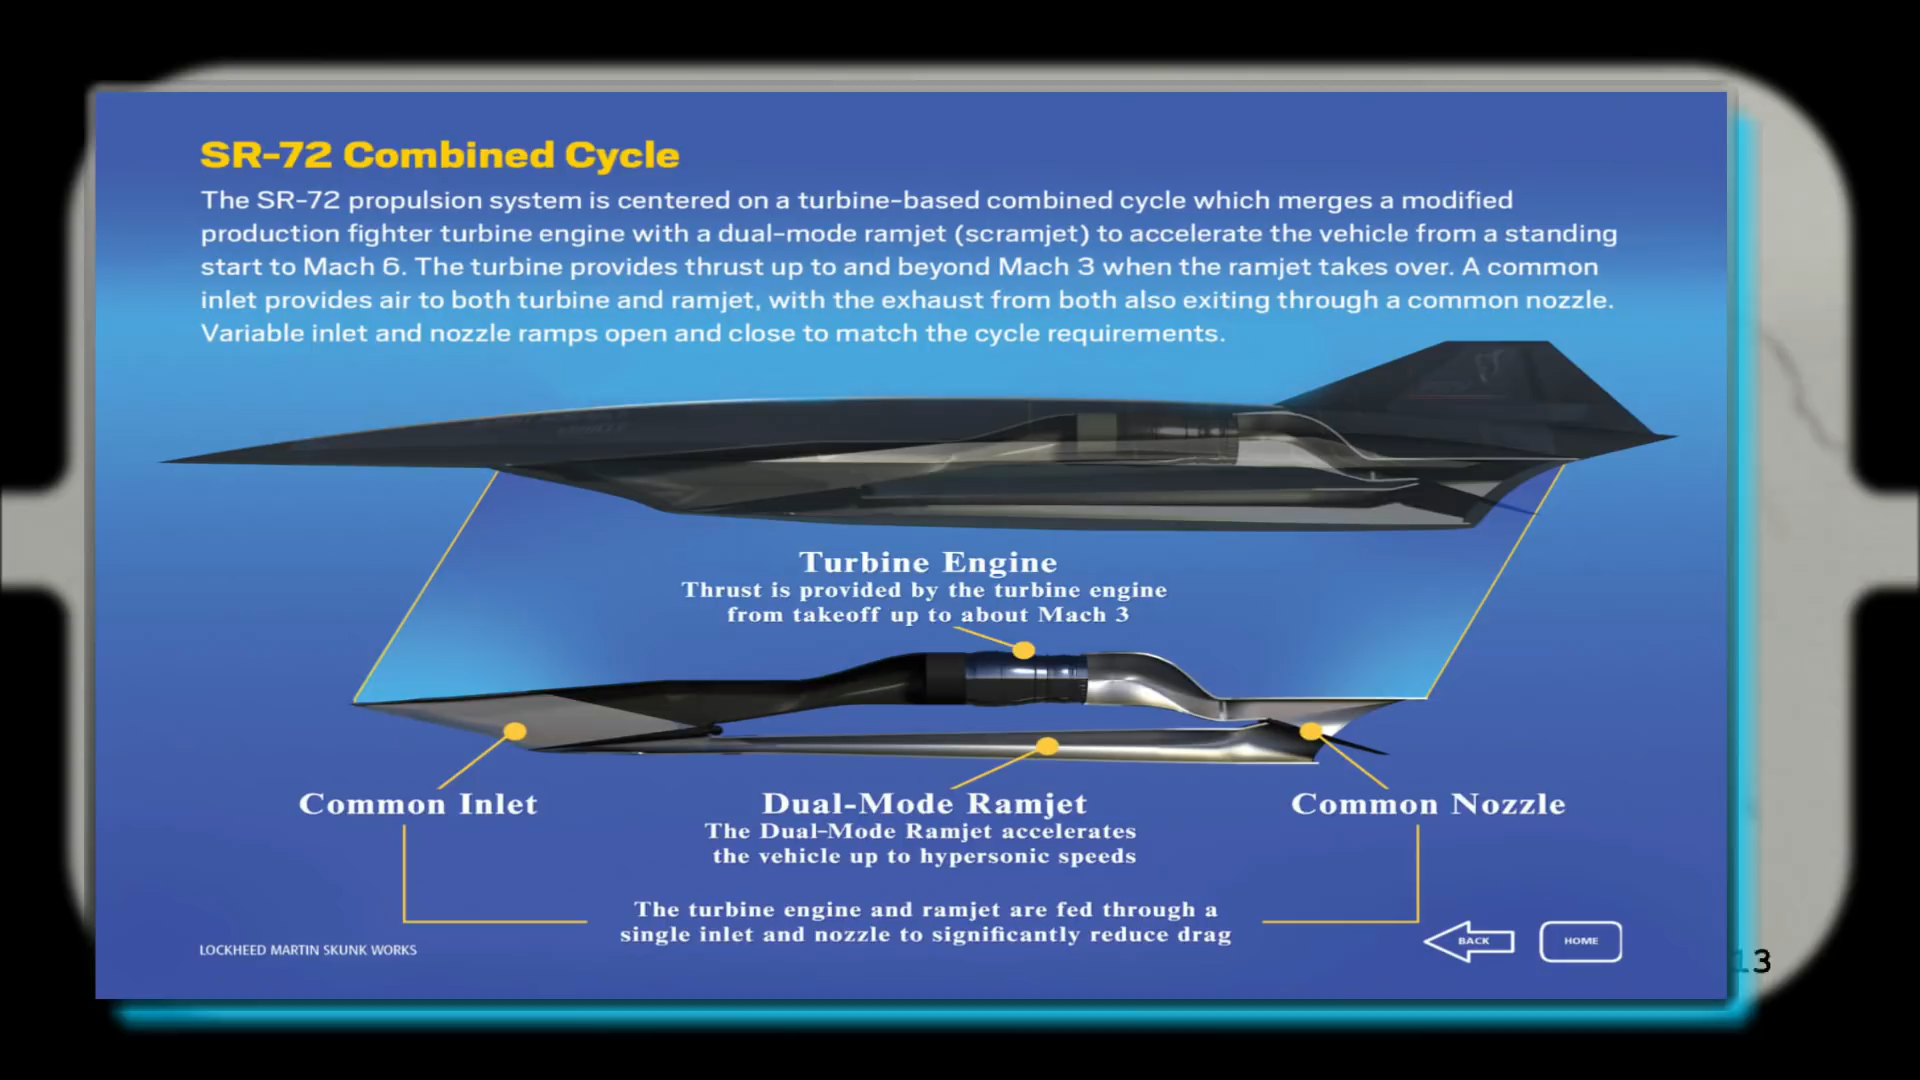 SR-72 Combined Cycle
The SR-72 propulsion system is centered on a turbine-based combined cycle which merges a modified
production fighter turbine engine with a dual-mode ramjet (scramjet) to accelerate the vehicle from a standing
start to Mach 6. The turbine provides thrust up to and beyond Mach 3 when the ramjet takes over. A common
inlet provides air to both turbine and ramjet, with the exhaust from both also exiting through a common nozzle.
Variable inlet and nozzle ramps open and close to match the cycle requirements.
Turbine Engine
Thrust is provided by the turbine engine
from takeoff up to about Mach 3
Common Inlet
Dual-Mode Ramjet
The Dual-Mode Ramjet accelerates
the vehicle up to hypersonic speeds
Common Nozzle
The turbine engine and ramjet are fed through a
single inlet and nozzle to significantly reduce drag
LOCKHEED MARTIN SKUNK WORKS
BACK
HOME
13